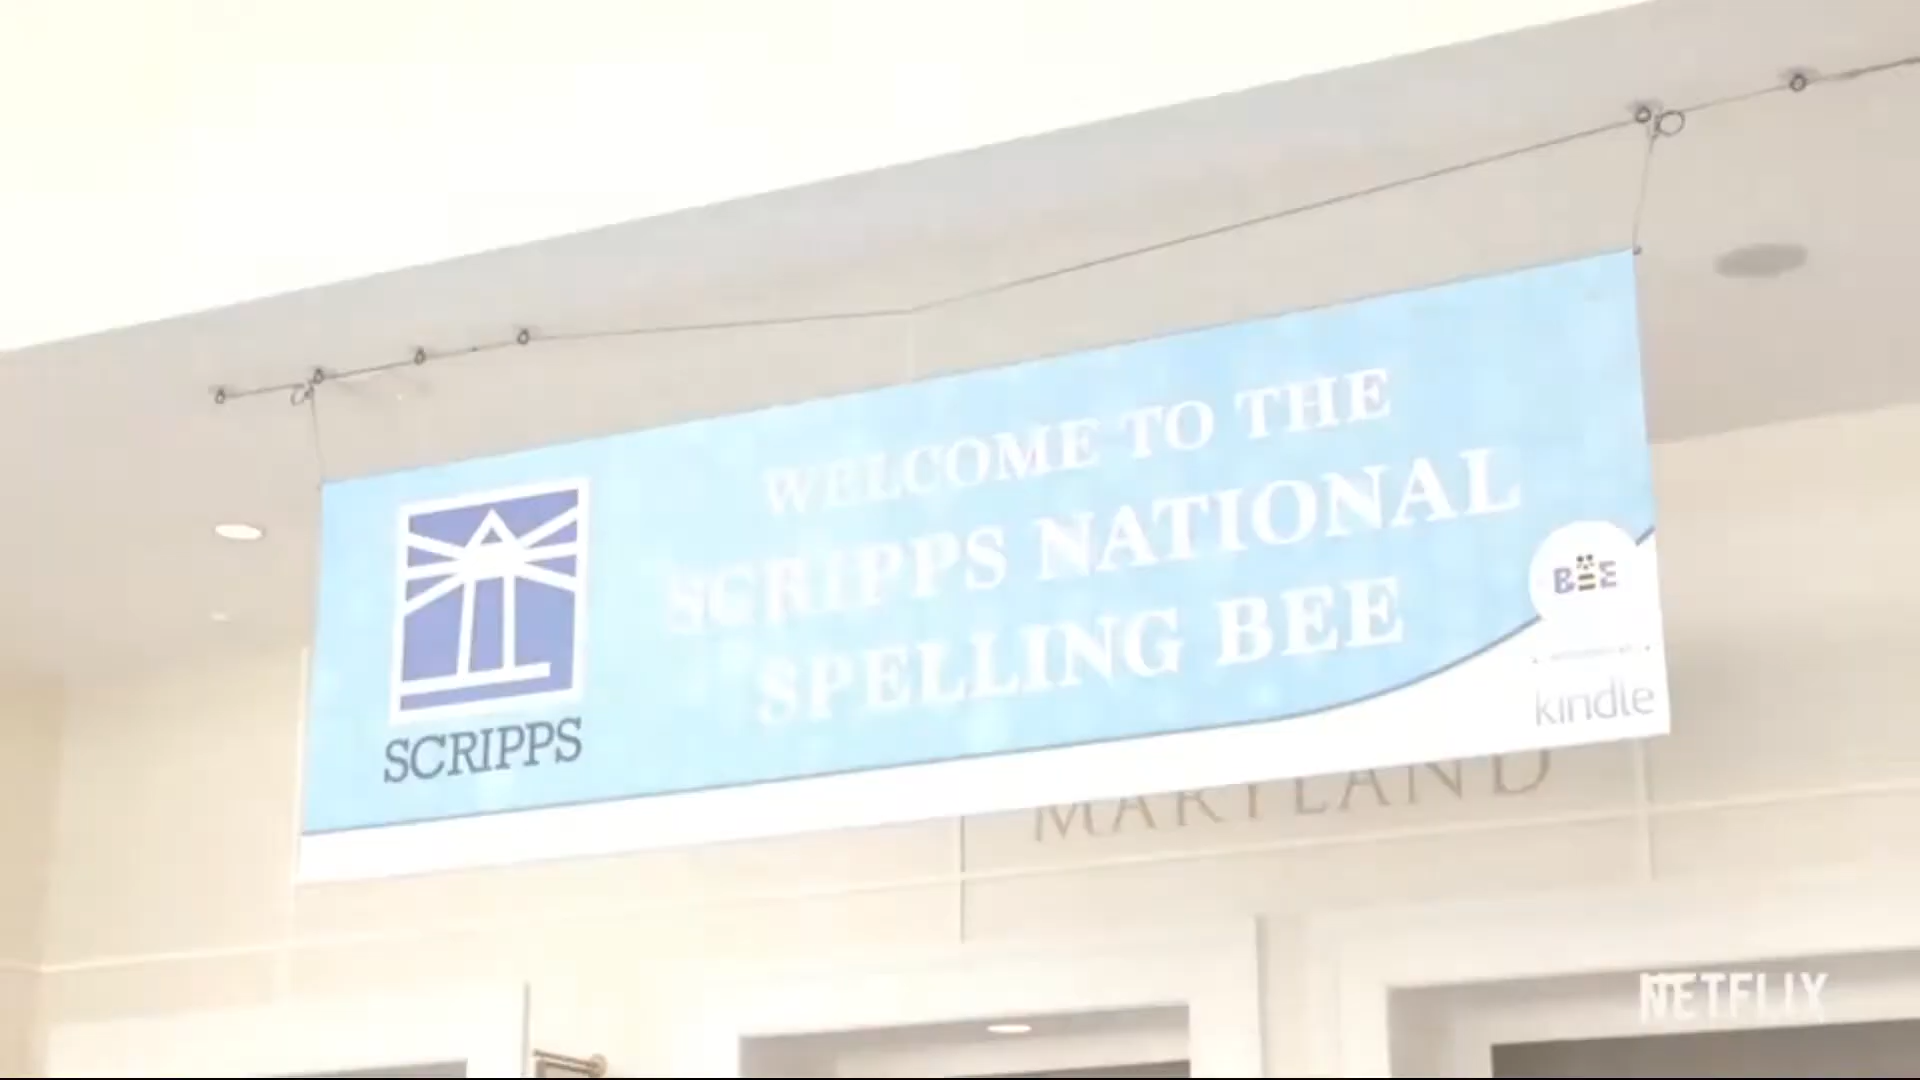 WELCOME TO THE
SCRIPPS NATIONAL
SPELLING BEE
SCRIPPS
BEE
kindle
MARYLAND
NETFLIX